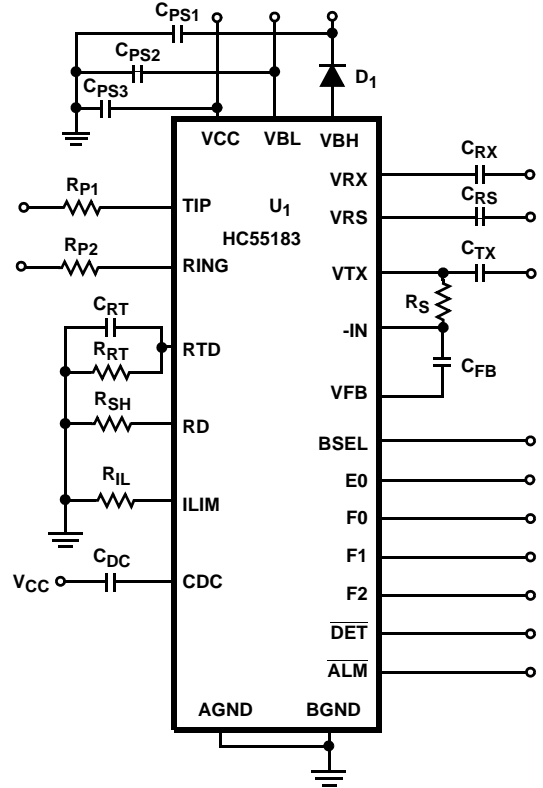 CPS1
CPS2
CPS3
D1
VCC VBL VBH
RP1
TIP
U1
HC55183
RP2
RING
CRT
RRT
RTD
RSH
RD
RIL
ILIM
VCC
CDC
CDC
VRX
CRX
VRS
CRS
VTX
CTX
RS
-IN
CFB
VFB
BSEL
E0
F0
F1
F2
DET
ALM
AGND BGND